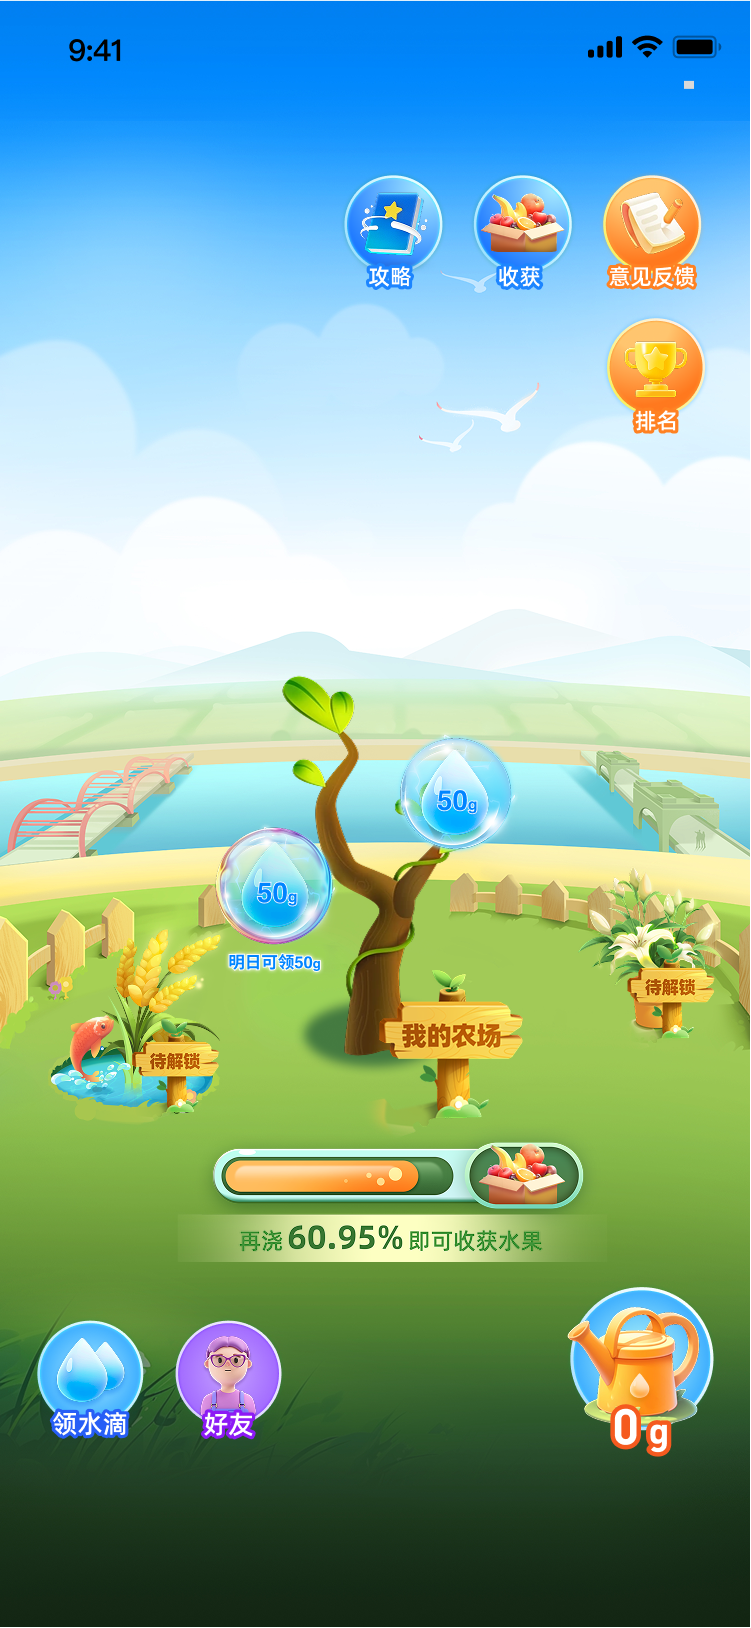 9:41
攻略
收获
意见反馈
排名
50g
50g
明日可领50g
待解锁
我的农场
待解锁
再浇60.95%即可收获水果
领水滴
好友
0g